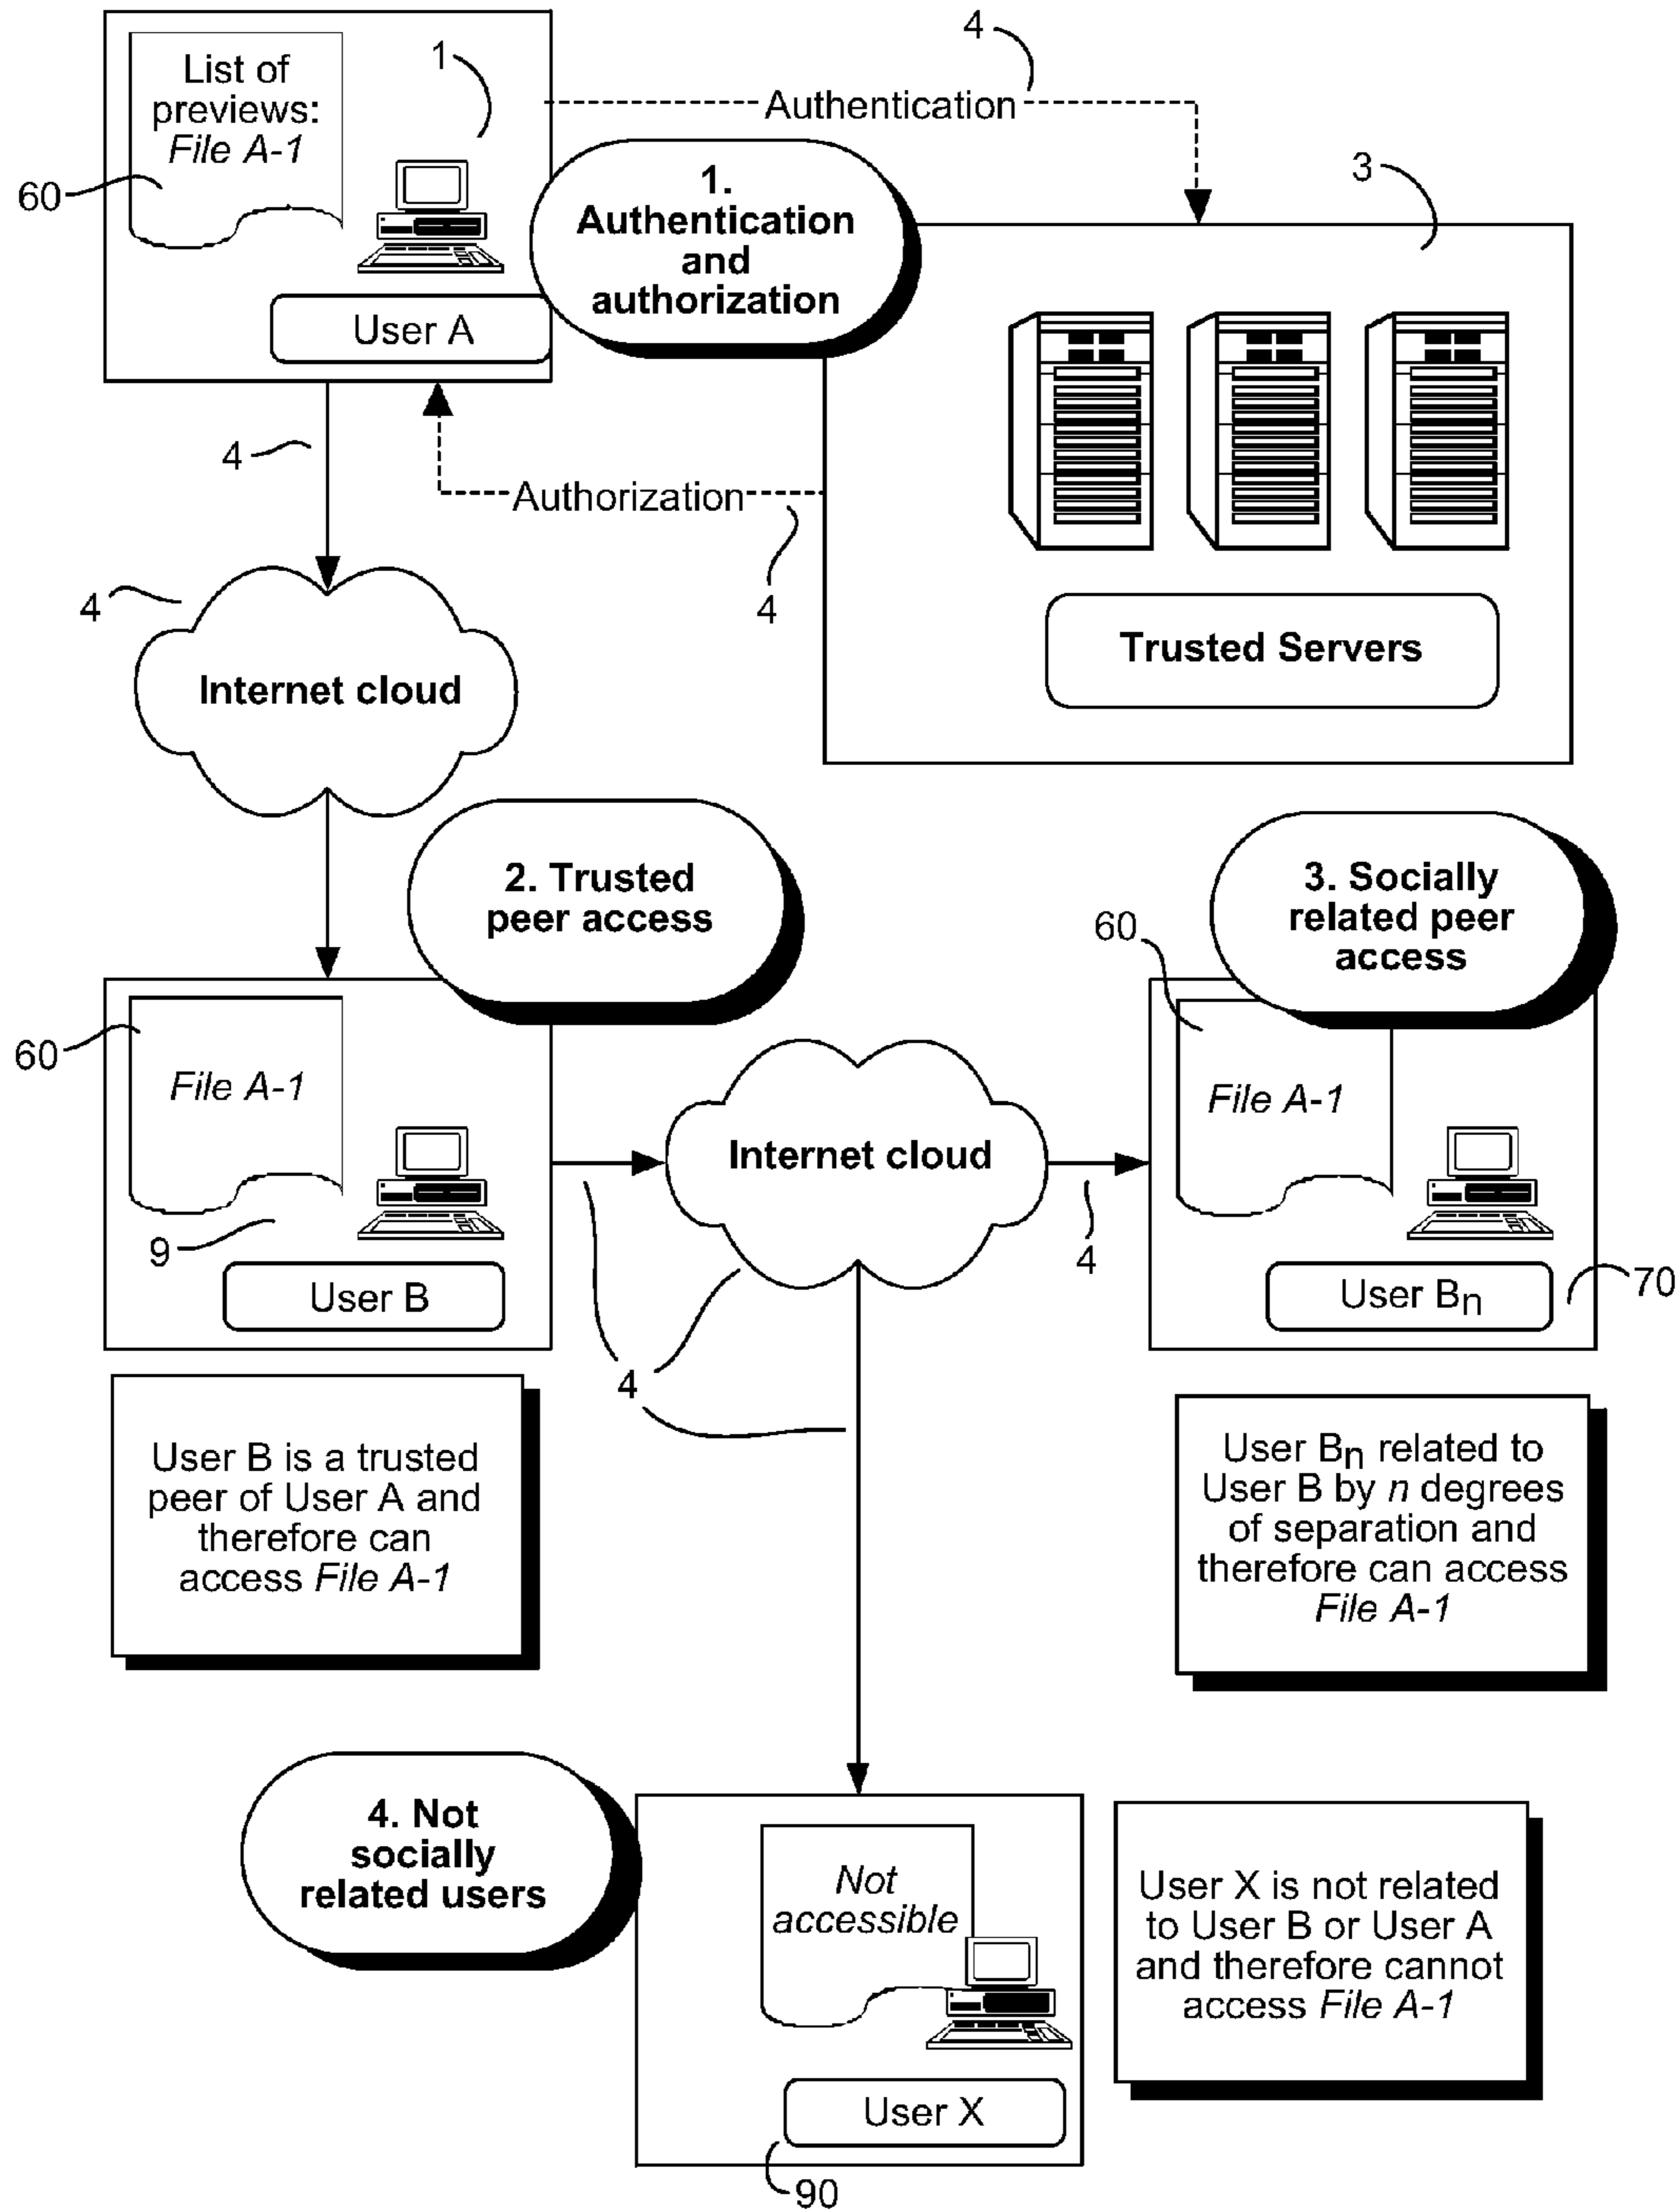 List of
previews:
File A-1
60
1
User A
4
Authentication
1.
Authentication
and
authorization
3
Trusted Servers
4
Authorization
4
4
Internet cloud
2. Trusted
peer access
3. Socially
related peer
access
60
File A-1
9
User B
Internet cloud
4
4
60
File A-1
User Bn
70
User B is a trusted
peer of User A and
therefore can
access File A-1
User Bn related to
User B by n degrees
of separation and
therefore can access
File A-1
4. Not
socially
related users
Not
accessible
User X
90
User X is not related
to User B or User A
and therefore cannot
access File A-1